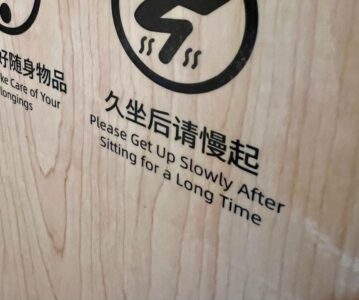 好随身物品
ke Care of Your
longings
久坐后请慢起
Please Get Up Slowly After
Sitting for a Long Time